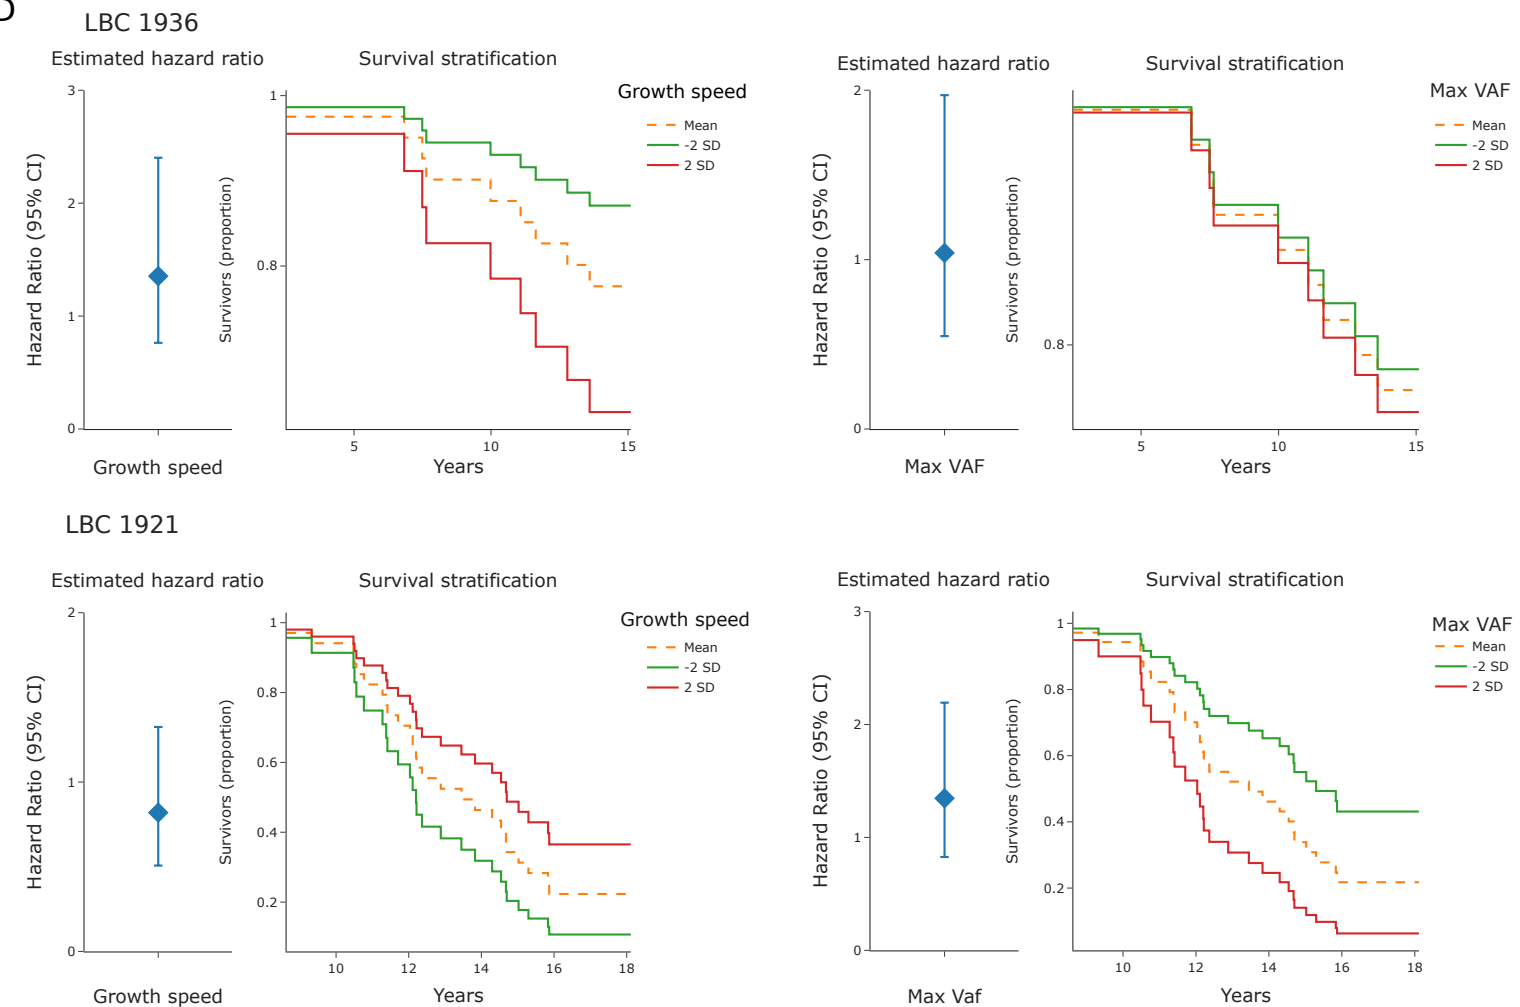 D
LBC 1936
Estimated hazard ratio
Survival stratification
Growth speed
Mean
-2 SD
2 SD
Hazard Ratio (95% CI)
3
2
1
0
Growth speed
Survivors (proportion)
1
0.8
5
10
15
Years
Estimated hazard ratio
Survival stratification
Max VAF
Mean
-2 SD
2 SD
Hazard Ratio (95% CI)
2
1
0
Max VAF
Survivors (proportion)
0.8
5
10
15
Years
LBC 1921
Estimated hazard ratio
Survival stratification
Growth speed
Mean
-2 SD
2 SD
Hazard Ratio (95% CI)
2
1
0
Growth speed
Survivors (proportion)
1
0.8
0.6
0.4
0.2
10
12
14
16
18
Years
Estimated hazard ratio
Survival stratification
Max VAF
Mean
-2 SD
2 SD
Hazard Ratio (95% CI)
3
2
1
0
Max Vaf
Survivors (proportion)
1
0.8
0.6
0.4
0.2
10
12
14
16
18
Years